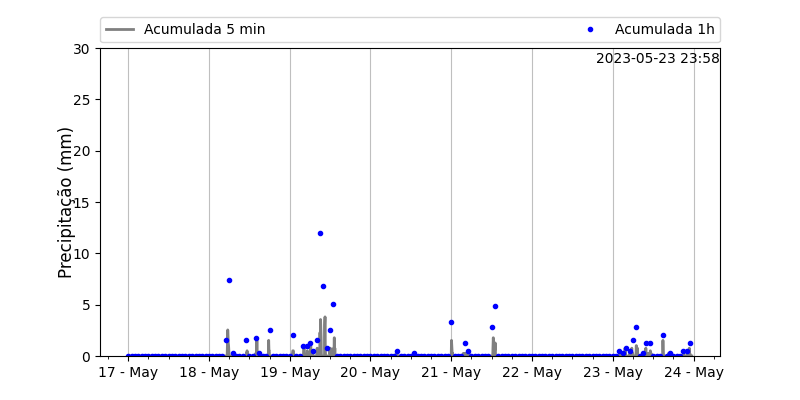 Acumulada 5 min
Acumulada 1h
2023-05-23 23:58
Precipitação (mm)
30
25
20
15
10
5
0
17 - May
18 - May
19 - May
20 - May
21 - May
22 - May
23 - May
24 - May